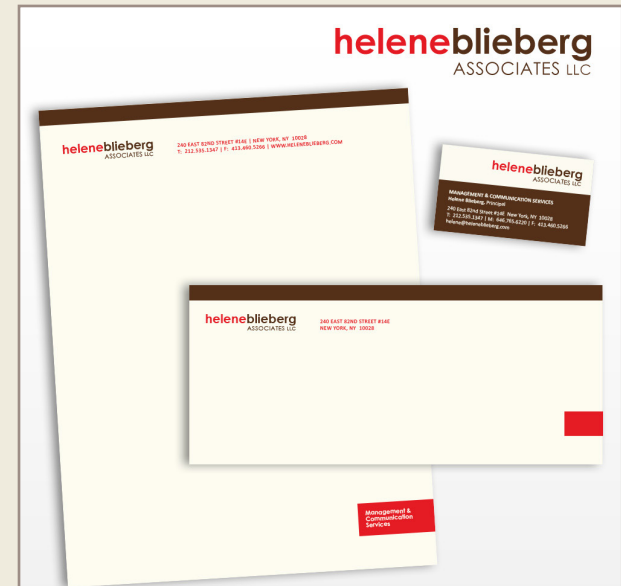 heleneblieberg
ASSOCIATES LLC
heleneblieberg
ASSOCIATES LLC
240 EAST 82ND STREET #14E | NEW YORK, NY 10028
T: 212.535.1347 | F: 413.460.5266 | WWW.HELENEBLIEBERG.COM
heleneblieberg
ASSOCIATES LLC
MANAGEMENT & COMMUNICATION SERVICES
Helene Blieberg, Principal
240 East 82nd Street #14E New York, NY 10028
T: 212.535.1347 | M: 646.765.6220 | F: 413.460.5266
helene@heleneblieberg.com
heleneblieberg
ASSOCIATES LLC
240 EAST 82ND STREET #14E
NEW YORK, NY 10028
Management &
Communication
Services